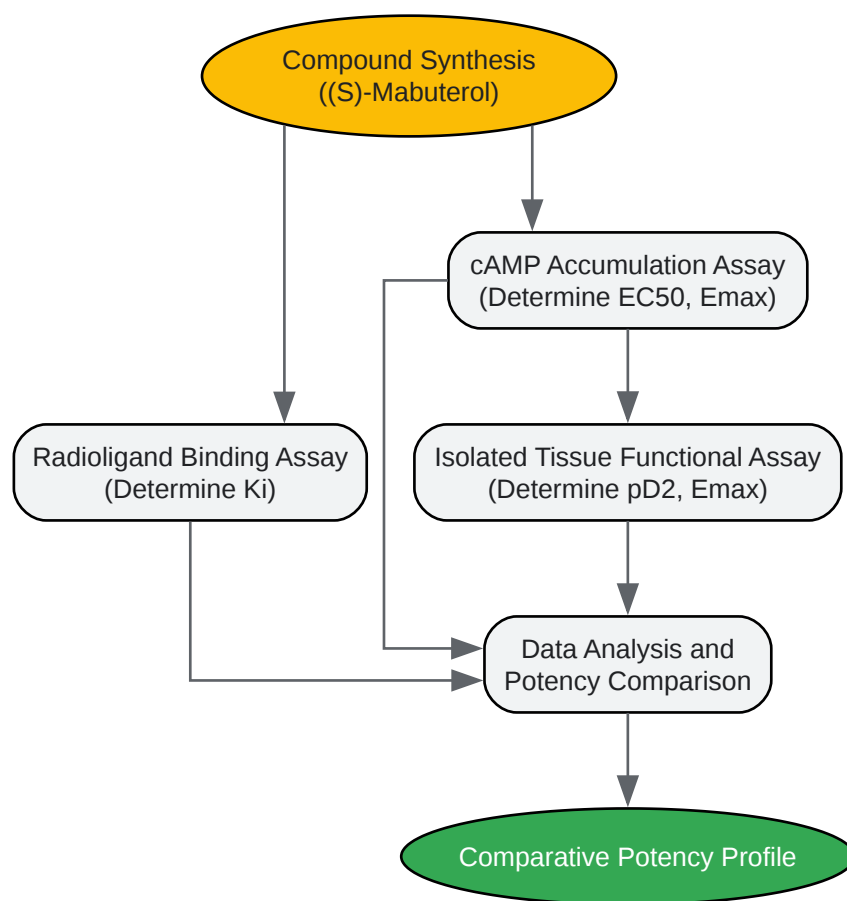 Compound Synthesis
((S)-Mabuterol)
cAMP Accumulation Assay
(Determine EC50, Emax)
Radioligand Binding Assay
(Determine Ki)
Isolated Tissue Functional Assay
(Determine pD2, Emax)
Data Analysis and
Potency Comparison
Comparative Potency Profile